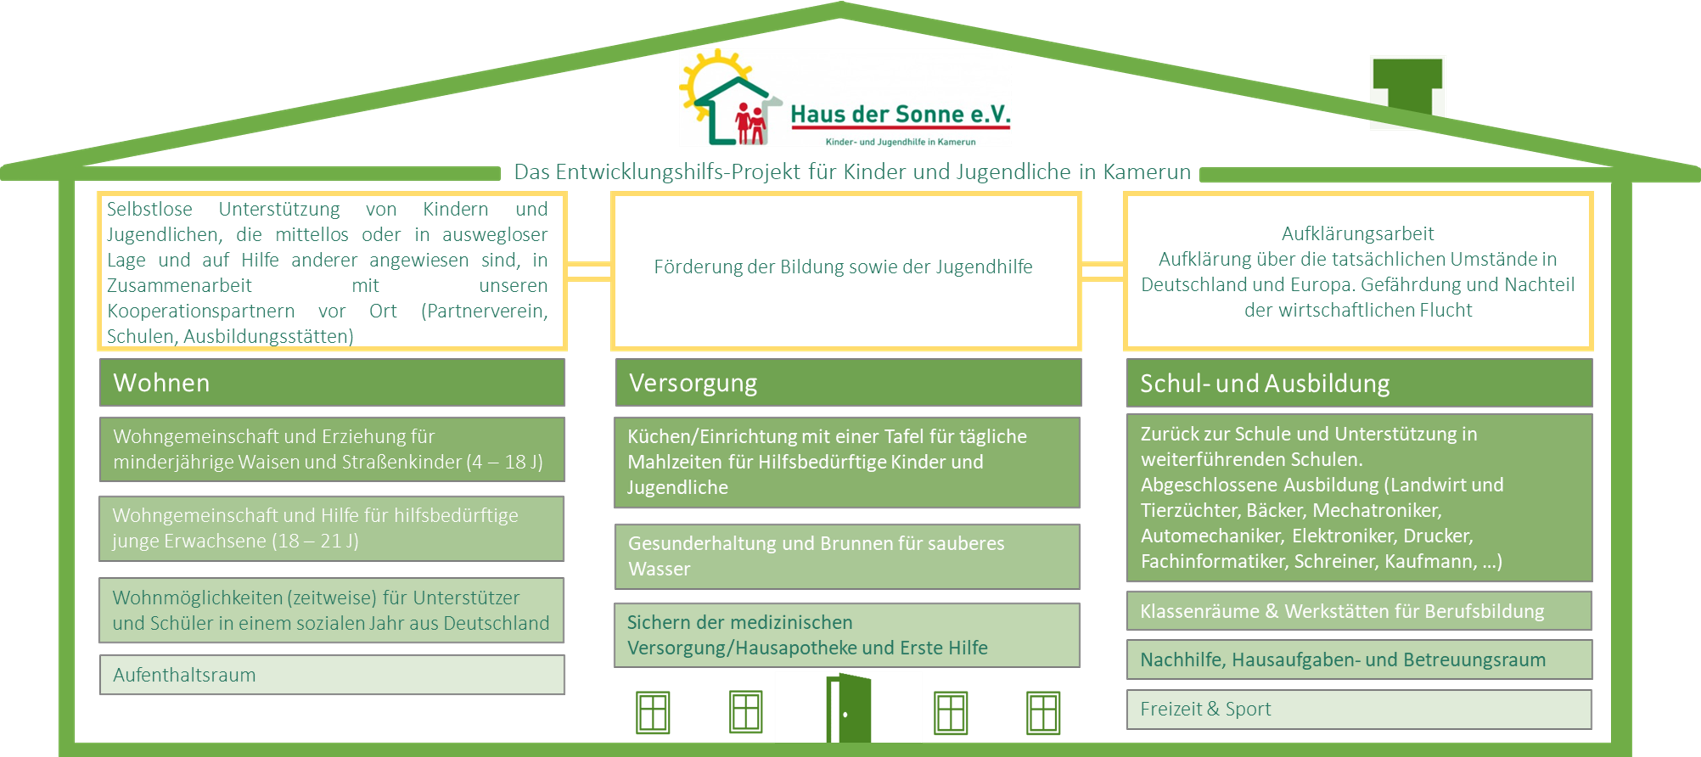 Haus der Sonne e.V.
Kinder- und Jugendhilfe in Kamerun
Das Entwicklungshilfs-Projekt für Kinder und Jugendliche in Kamerun
Selbstlose Unterstützung von Kindern und
Jugendlichen, die mittellos oder in auswegloser
Lage und auf Hilfe anderer angewiesen sind, in
Zusammenarbeit mit unseren
Kooperationspartnern vor Ort (Partnerverein,
Schulen, Ausbildungsstätten)
Förderung der Bildung sowie der Jugendhilfe
Aufklärungsarbeit
Aufklärung über die tatsächlichen Umstände in
Deutschland und Europa. Gefährdung und Nachteil
der wirtschaftlichen Flucht
Wohnen
Wohngemeinschaft und Erziehung für
minderjährige Waisen und Straßenkinder (4 – 18 J)
Wohngemeinschaft und Hilfe für hilfsbedürftige
junge Erwachsene (18 – 21 J)
Wohnmöglichkeiten (zeitweise) für Unterstützer
und Schüler in einem sozialen Jahr aus Deutschland
Aufenthaltsraum
Versorgung
Küchen/Einrichtung mit einer Tafel für tägliche
Mahlzeiten für Hilfsbedürftige Kinder und
Jugendliche
Gesunderhaltung und Brunnen für sauberes
Wasser
Sichern der medizinischen
Versorgung/Hausapotheke und Erste Hilfe
Schul- und Ausbildung
Zurück zur Schule und Unterstützung in
weiterführenden Schulen.
Abgeschlossene Ausbildung (Landwirt und
Tierzüchter, Bäcker, Mechatroniker,
Automechaniker, Elektroniker, Drucker,
Fachinformatiker, Schreiner, Kaufmann, …)
Klassenräume & Werkstätten für Berufsbildung
Nachhilfe, Hausaufgaben- und Betreuungsraum
Freizeit & Sport